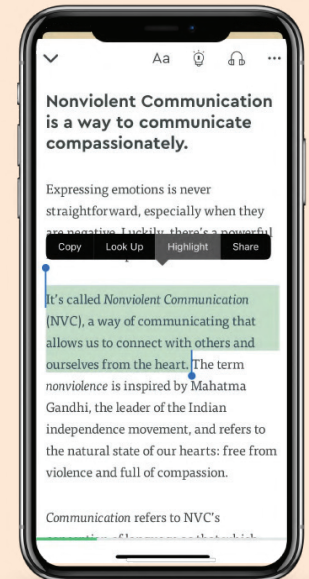 Aa
Nonviolent Communication
is a way to communicate
compassionately.
Expressing emotions is never
straightforward, especially when they
are negative. Luckily, there's a powerful
Copy Look Up Highlight Share
It's called Nonviolent Communication
(NVC), a way of communicating that
allows us to connect with others and
ourselves from the heart. The term
nonviolence is inspired by Mahatma
Gandhi, the leader of the Indian
independence movement, and refers to
the natural state of our hearts: free from
violence and full of compassion.
Communication refers to NVC's